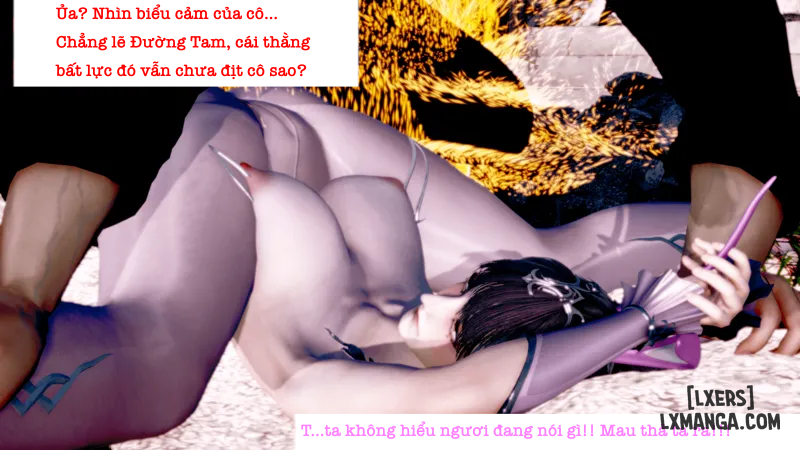 Ủa? Nhìn biểu cảm của cô...
Chẳng lẽ Đường Tam, cái thằng
bất lực đó vẫn chưa địt cô sao?
T...ta không hiểu ngươi đang nói gì!! Mau thả ta ra!!!
[LXERS]
LXMANGA.COM